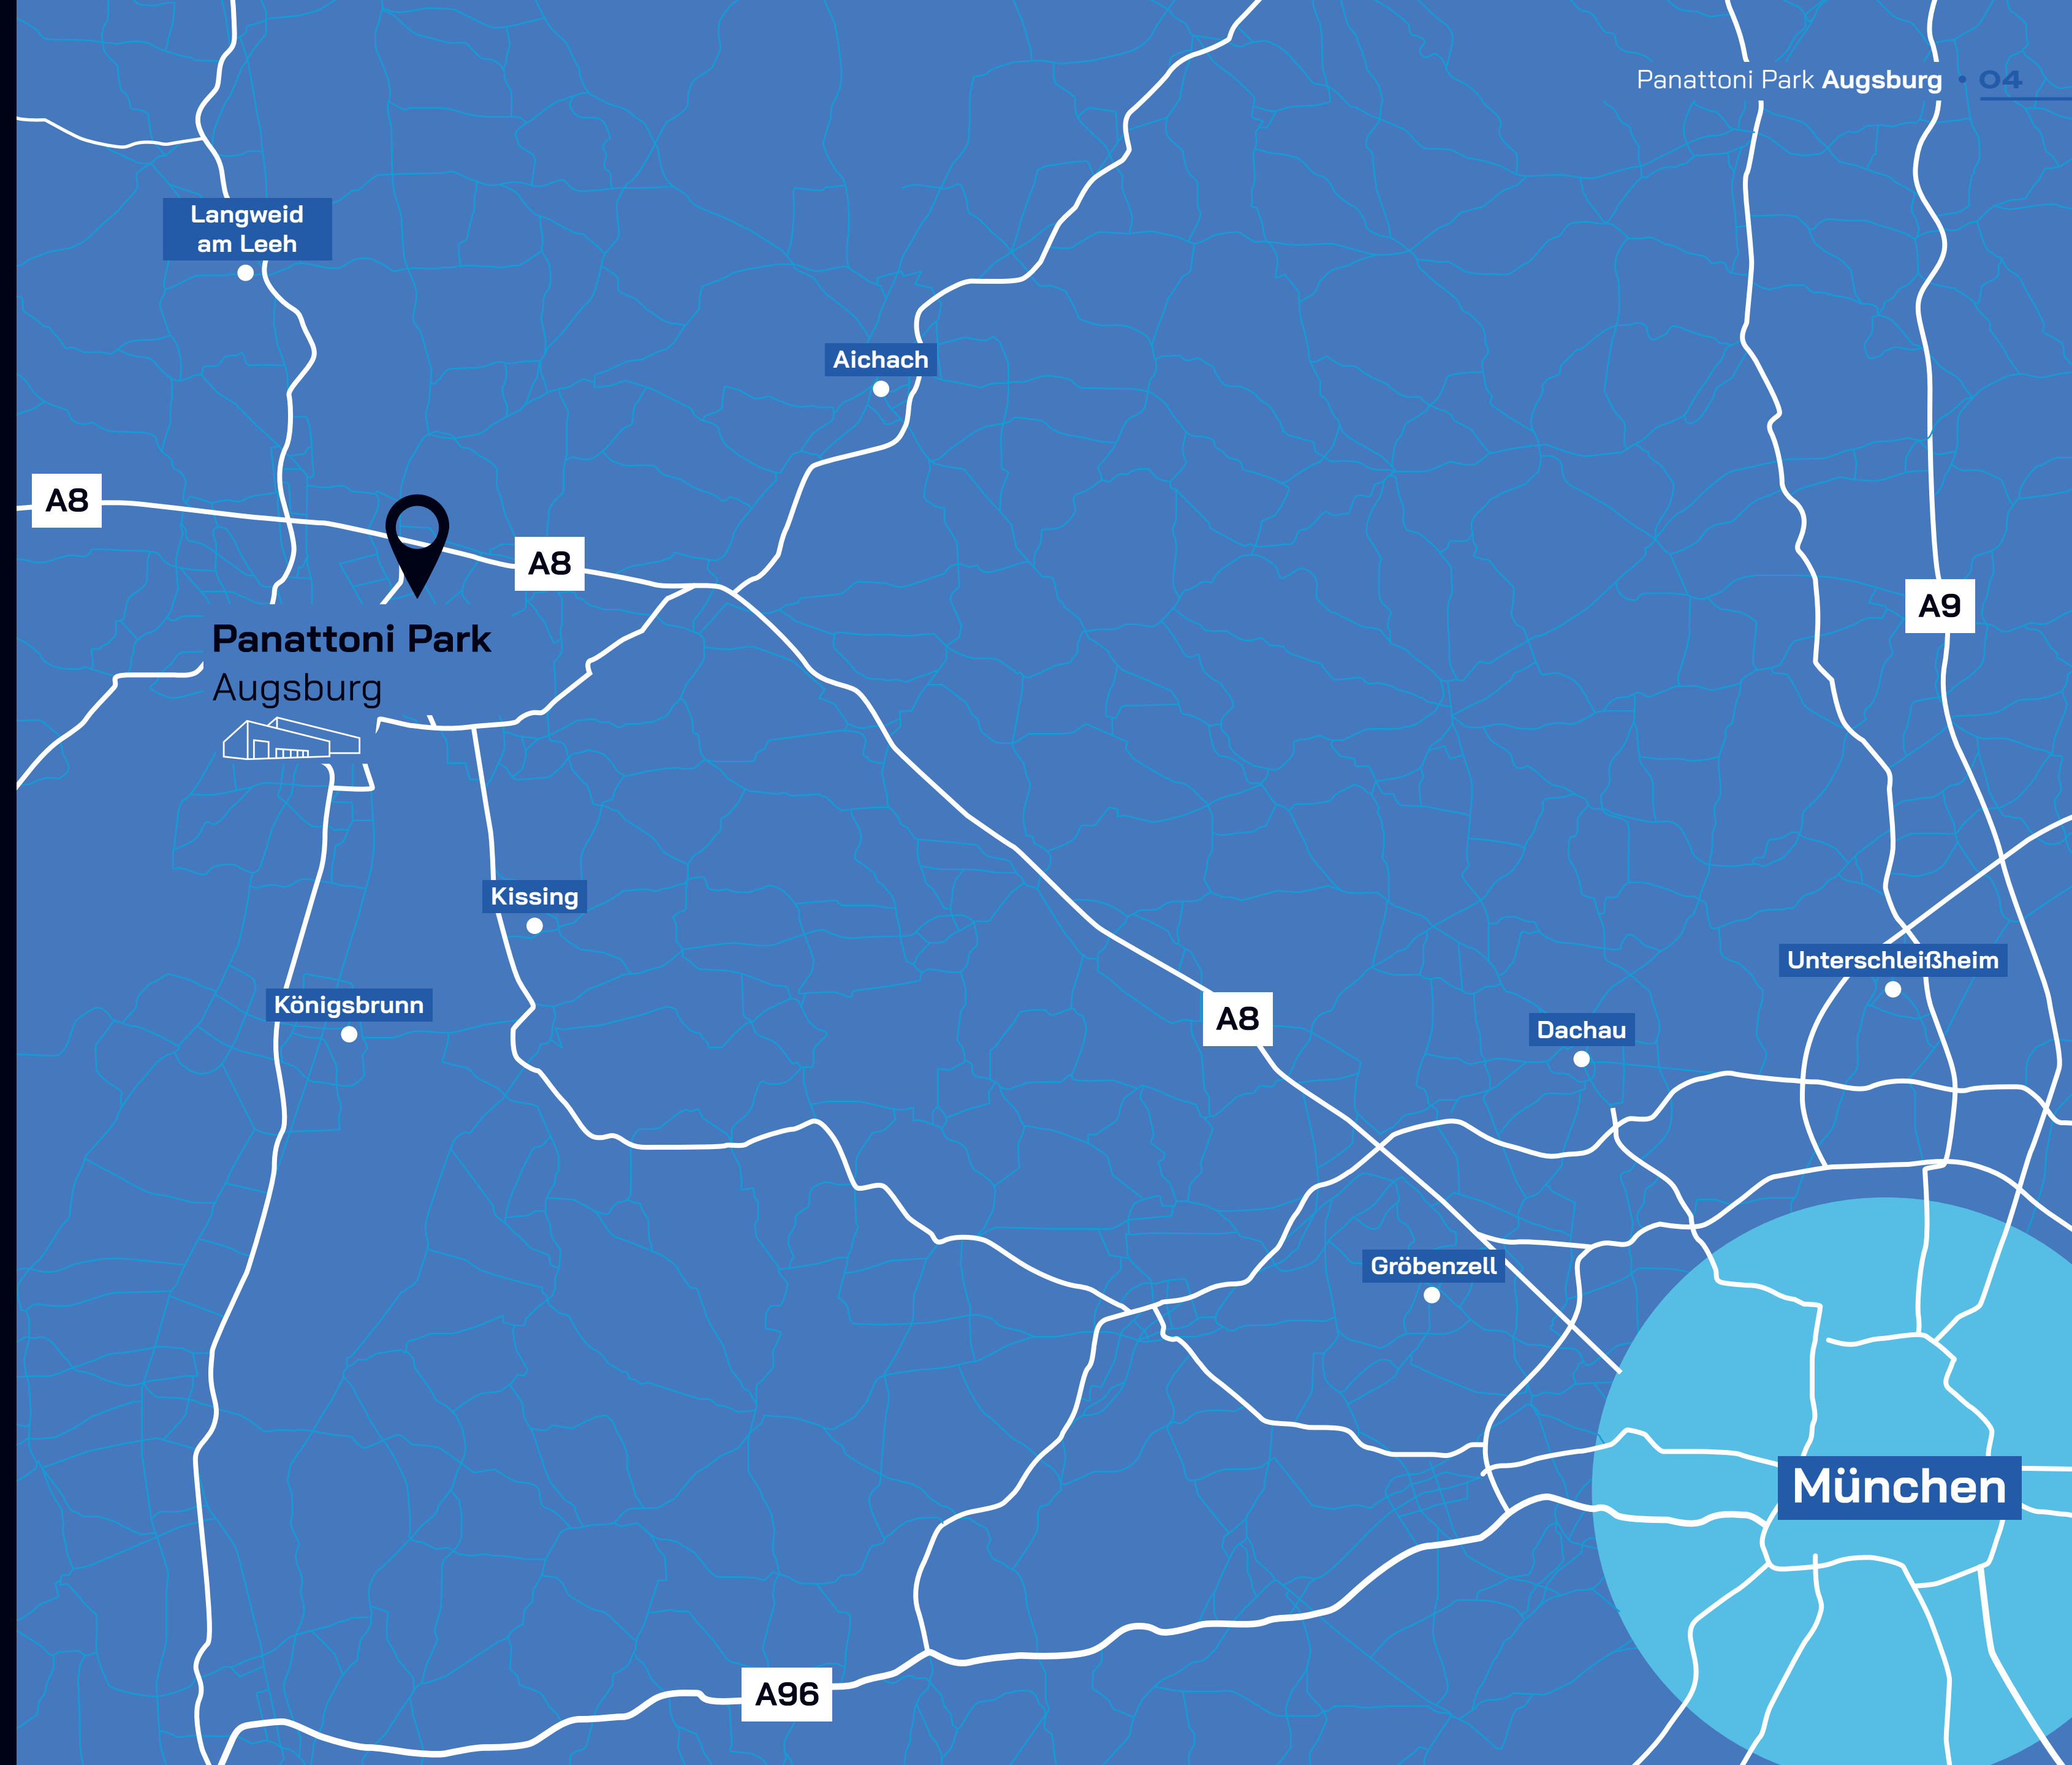 Panattoni Park Augsburg • 04
Langweid
am Leeh
Aichach
A8
A8
A9
Panattoni Park
Augsburg
Kissing
Unterschleißheim
Königsbrunn
A8
Dachau
Gröbenzell
München
A96